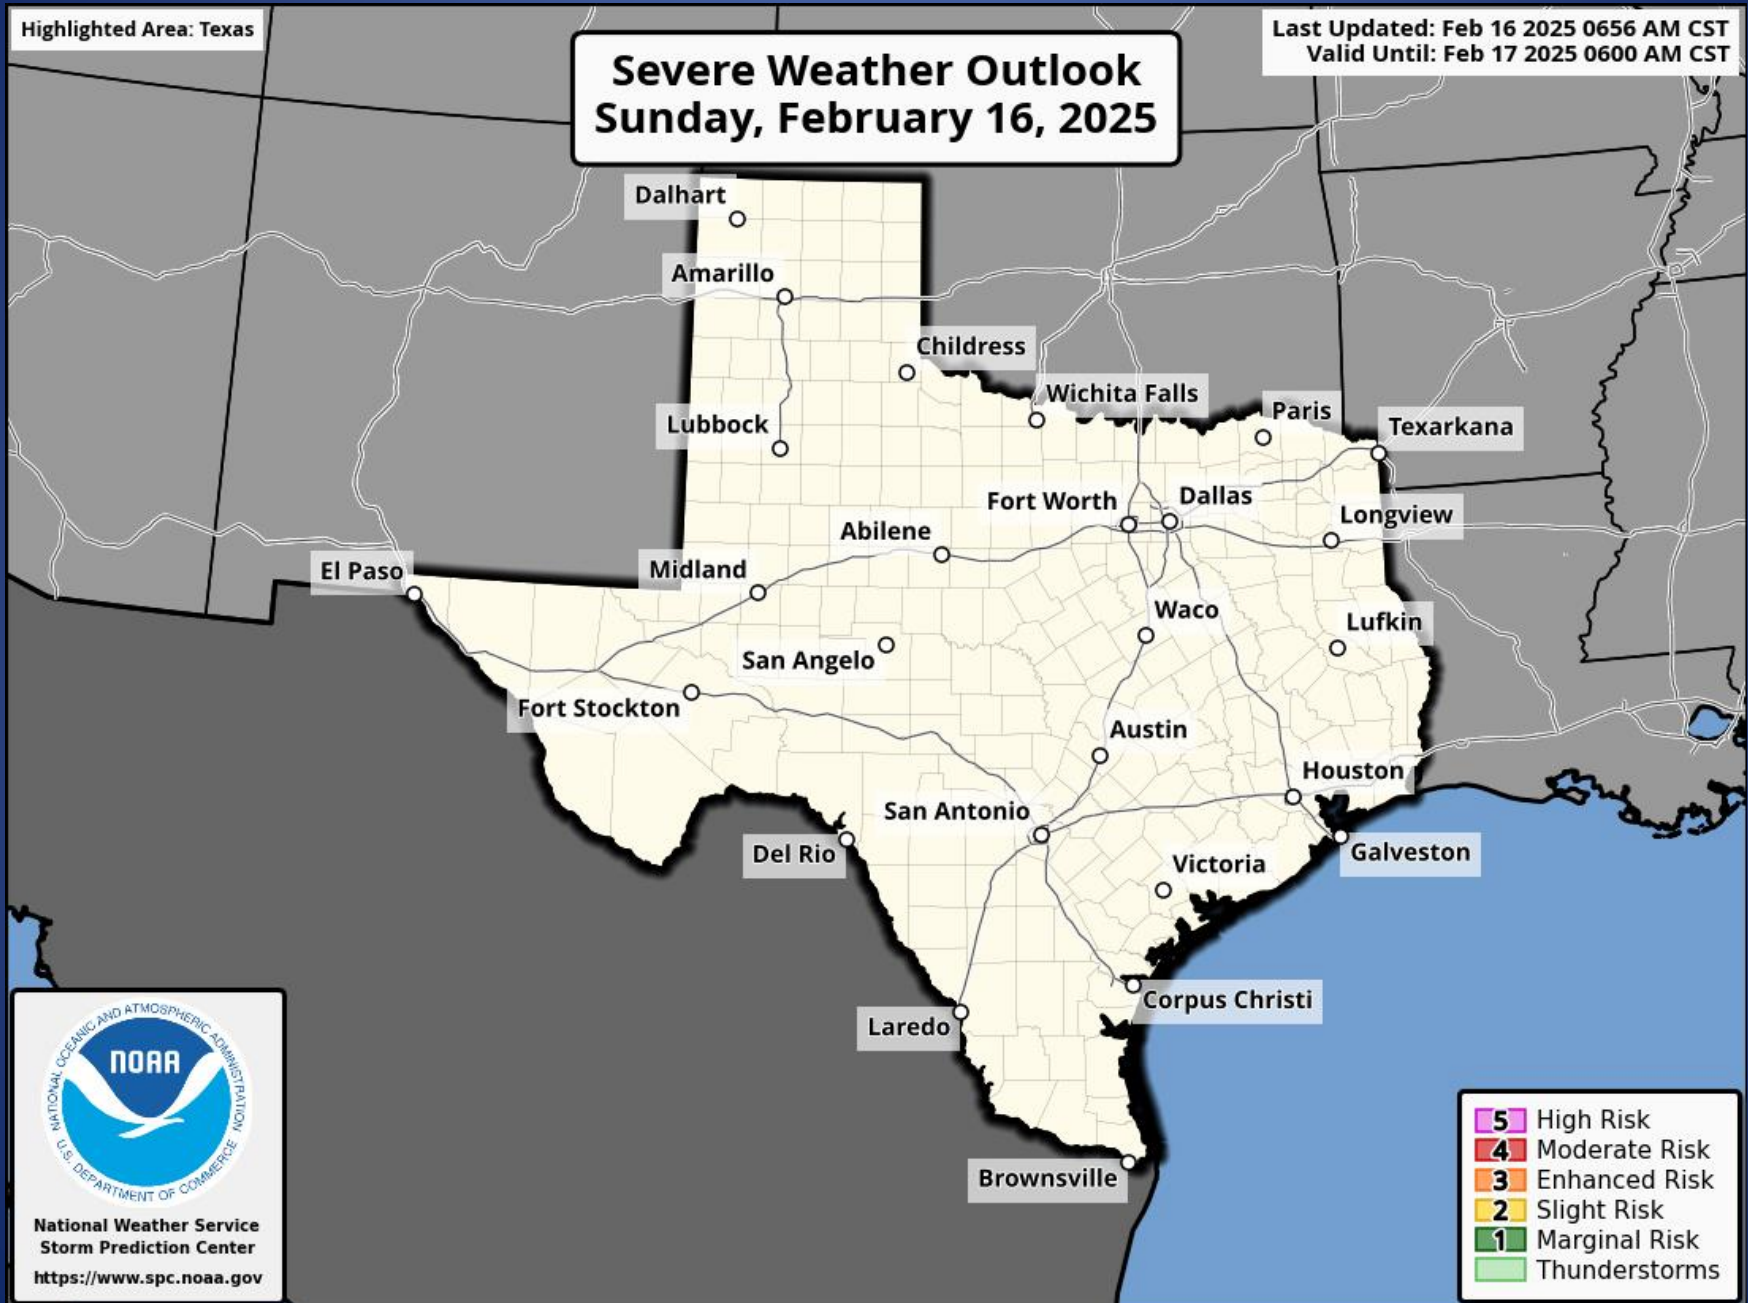 Highlighted Area: Texas
Last Updated: Feb 16 2025 0656 AM CST
Valid Until: Feb 17 2025 0600 AM CST
Severe Weather Outlook
Sunday, February 16, 2025
Dalhart
Amarillo
Childress
Wichita Falls
Paris
Lubbock
Texarkana
Fort Worth
Dallas
Longview
Abilene
El Paso
Midland
Waco
Lufkin
San Angelo
Fort Stockton
Austin
Houston
San Antonio
Del Rio
Galveston
Victoria
Corpus Christi
Laredo
Brownsville
NATIONAL OCEANIC AND ATMOSPHERIC ADMINISTRATION
NOAA
U.S. DEPARTMENT OF COMMERCE
National Weather Service
Storm Prediction Center
https://www.spc.noaa.gov
5 High Risk
4 Moderate Risk
3 Enhanced Risk
2 Slight Risk
1 Marginal Risk
Thunderstorms